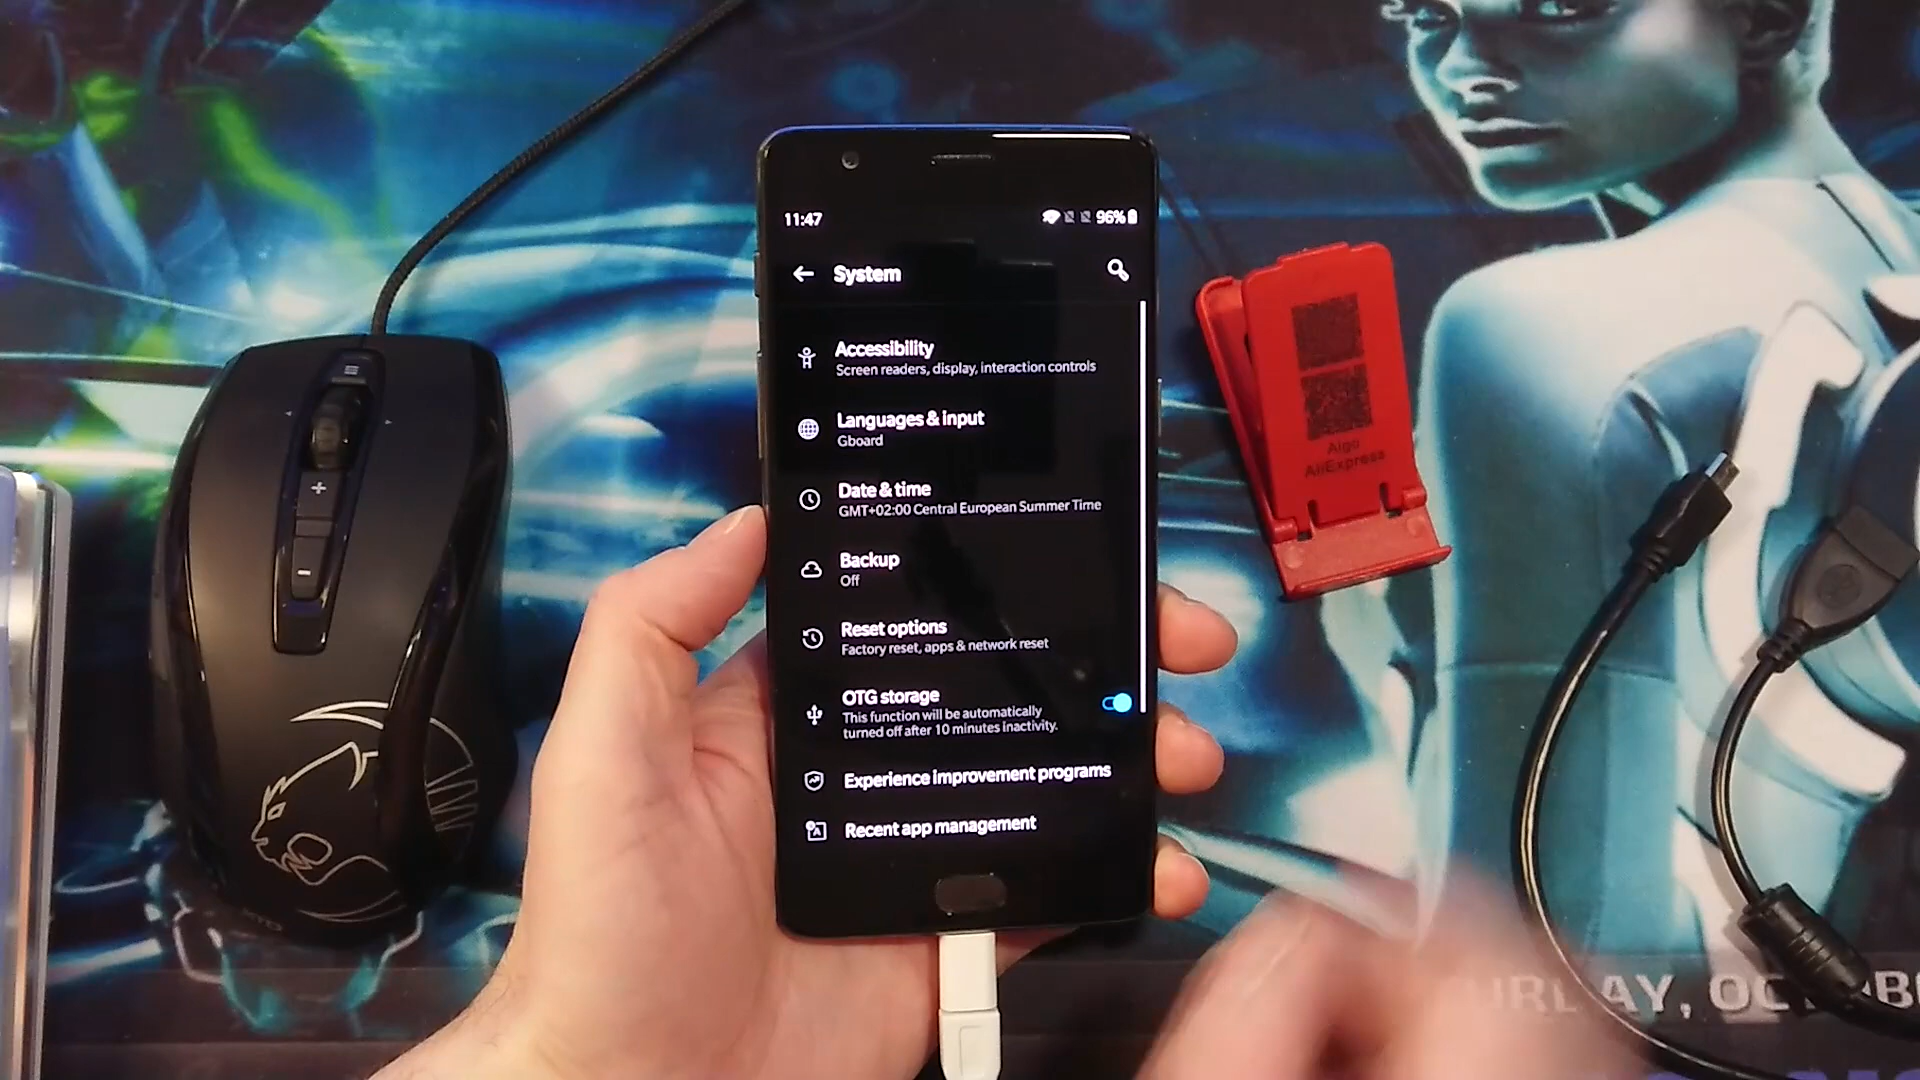 11:47
96%
System
Accessibility
Screen readers, display, interaction controls
Languages & input
Gboard
Date & time
GMT+02:00 Central European Summer Time
Backup
Off
Reset options
Factory reset, apps & network reset
OTG storage
This function will be automatically
turned off after 10 minutes inactivity.
Experience improvement programs
Recent app management
Aigo
AliExpress